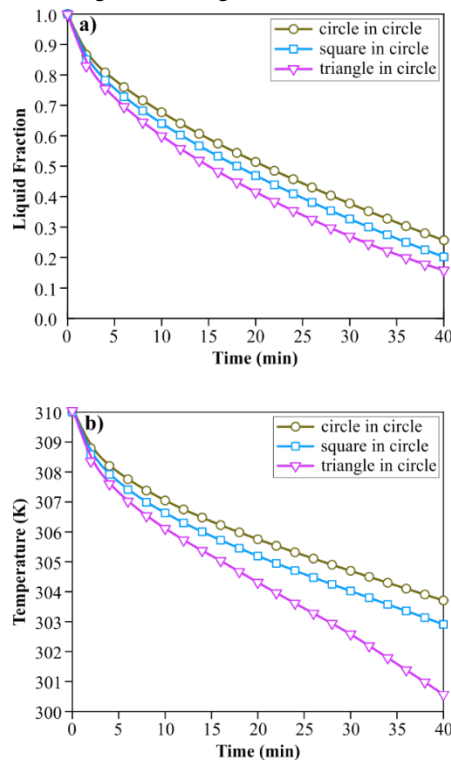 1.0
a)
circle in circle
square in circle
triangle in circle
0.9
0.8
0.7
0.6
0.5
0.4
0.3
0.2
0.1
0.0
Liquid Fraction
0 5 10 15 20 25 30 35 40
Time (min)
310
b)
circle in circle
square in circle
triangle in circle
309
308
307
306
305
304
303
302
301
300
Temperature (K)
0 5 10 15 20 25 30 35 40
Time (min)